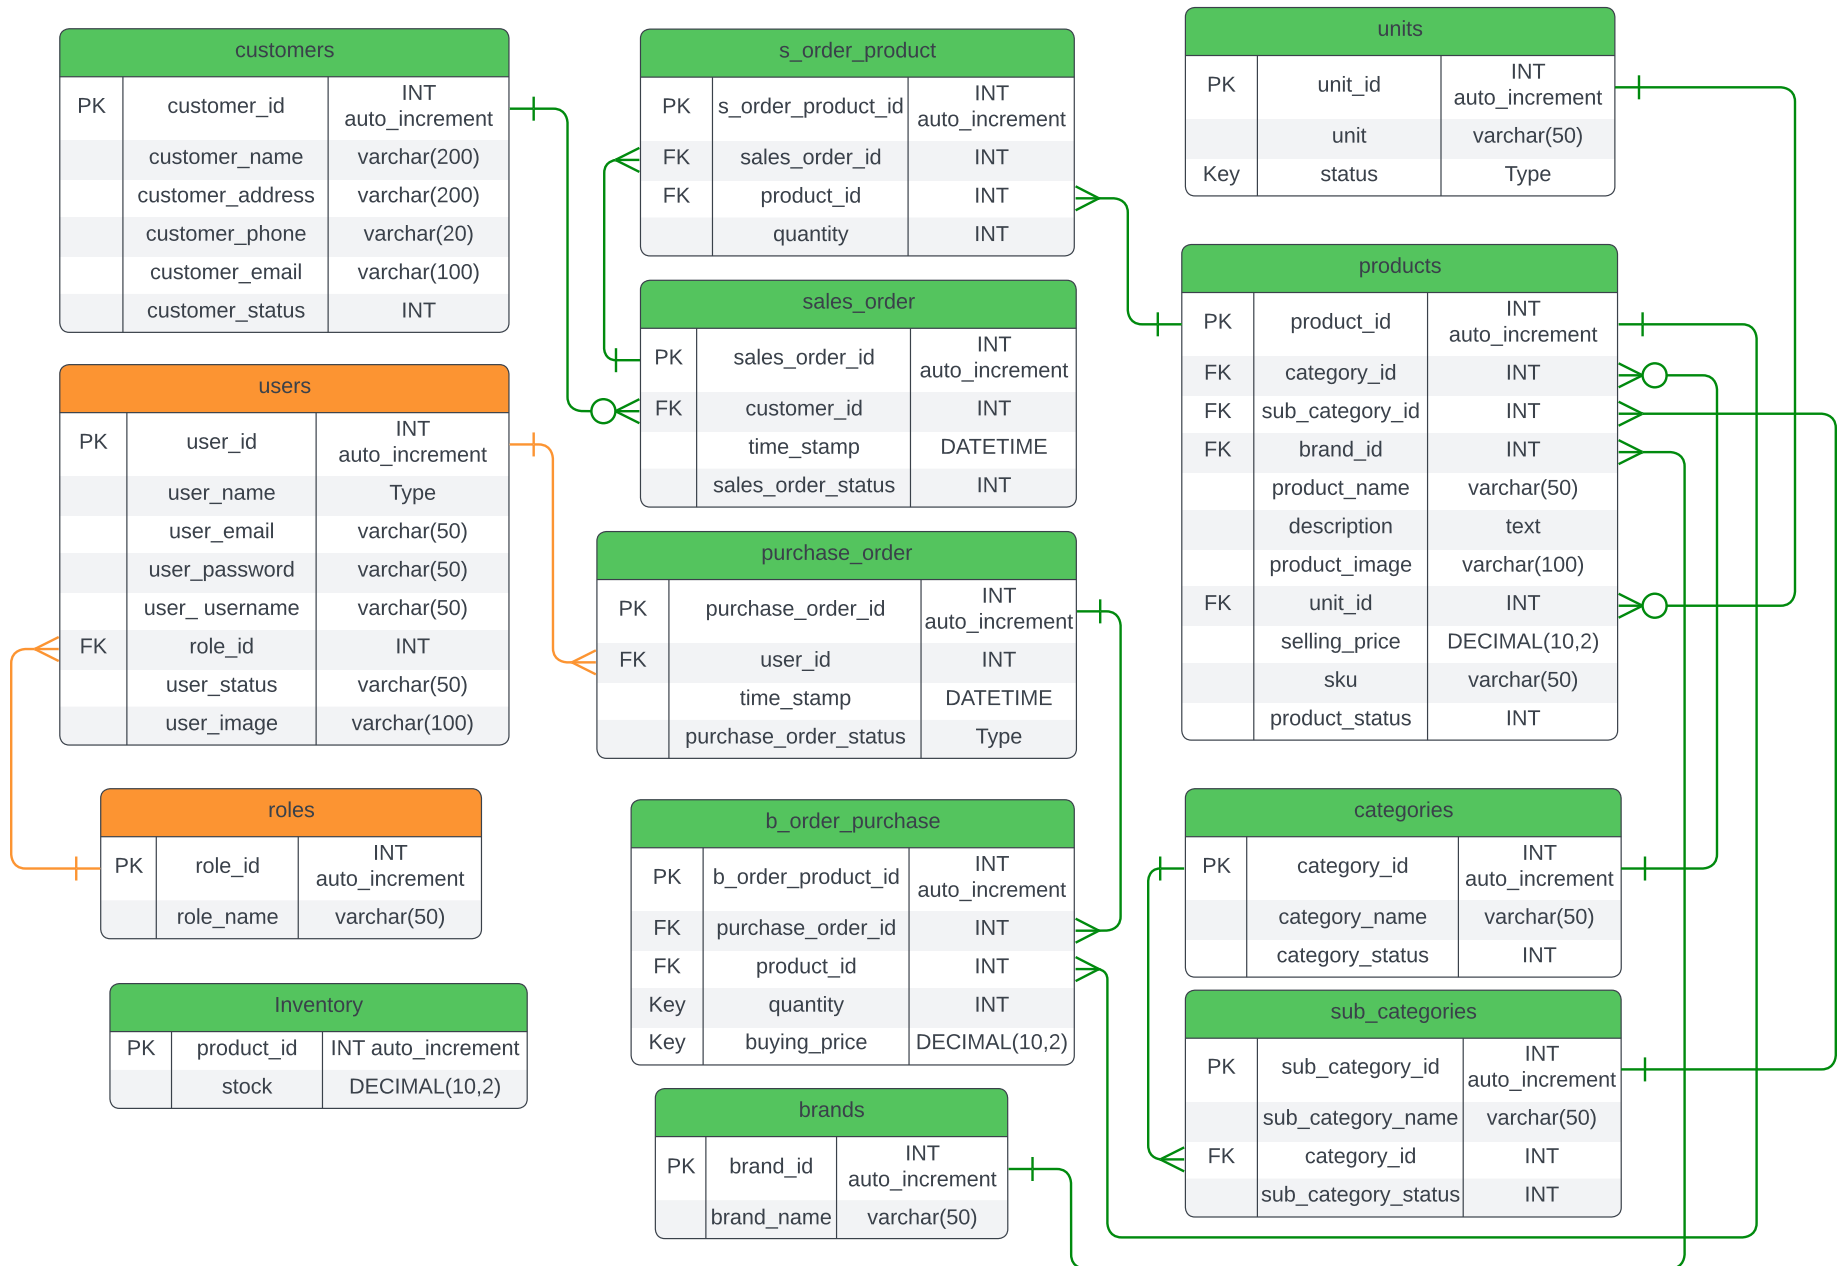 customers
PK customer_id INT auto_increment
customer_name varchar(200)
customer_address varchar(200)
customer_phone varchar(20)
customer_email varchar(100)
customer_status INT
users
PK user_id INT auto_increment
user_name Type
user_email varchar(50)
user_password varchar(50)
user_ username varchar(50)
FK role_id INT
user_status varchar(50)
user_image varchar(100)
roles
PK role_id INT auto_increment
role_name varchar(50)
Inventory
PK product_id INT auto_increment
stock DECIMAL(10,2)
s_order_product
PK s_order_product_id INT auto_increment
FK sales_order_id INT
FK product_id INT
quantity INT
sales_order
PK sales_order_id INT auto_increment
FK customer_id INT
time_stamp DATETIME
sales_order_status INT
purchase_order
PK purchase_order_id INT auto_increment
FK user_id INT
time_stamp DATETIME
purchase_order_status Type
b_order_purchase
PK b_order_product_id INT auto_increment
FK purchase_order_id INT
FK product_id INT
Key quantity INT
Key buying_price DECIMAL(10,2)
brands
PK brand_id INT auto_increment
brand_name varchar(50)
units
PK unit_id INT auto_increment
unit varchar(50)
Key status Type
products
PK product_id INT auto_increment
FK category_id INT
FK sub_category_id INT
FK brand_id INT
product_name varchar(50)
description text
product_image varchar(100)
FK unit_id INT
selling_price DECIMAL(10,2)
sku varchar(50)
product_status INT
categories
PK category_id INT auto_increment
category_name varchar(50)
category_status INT
sub_categories
PK sub_category_id INT auto_increment
sub_category_name varchar(50)
FK category_id INT
sub_category_status INT